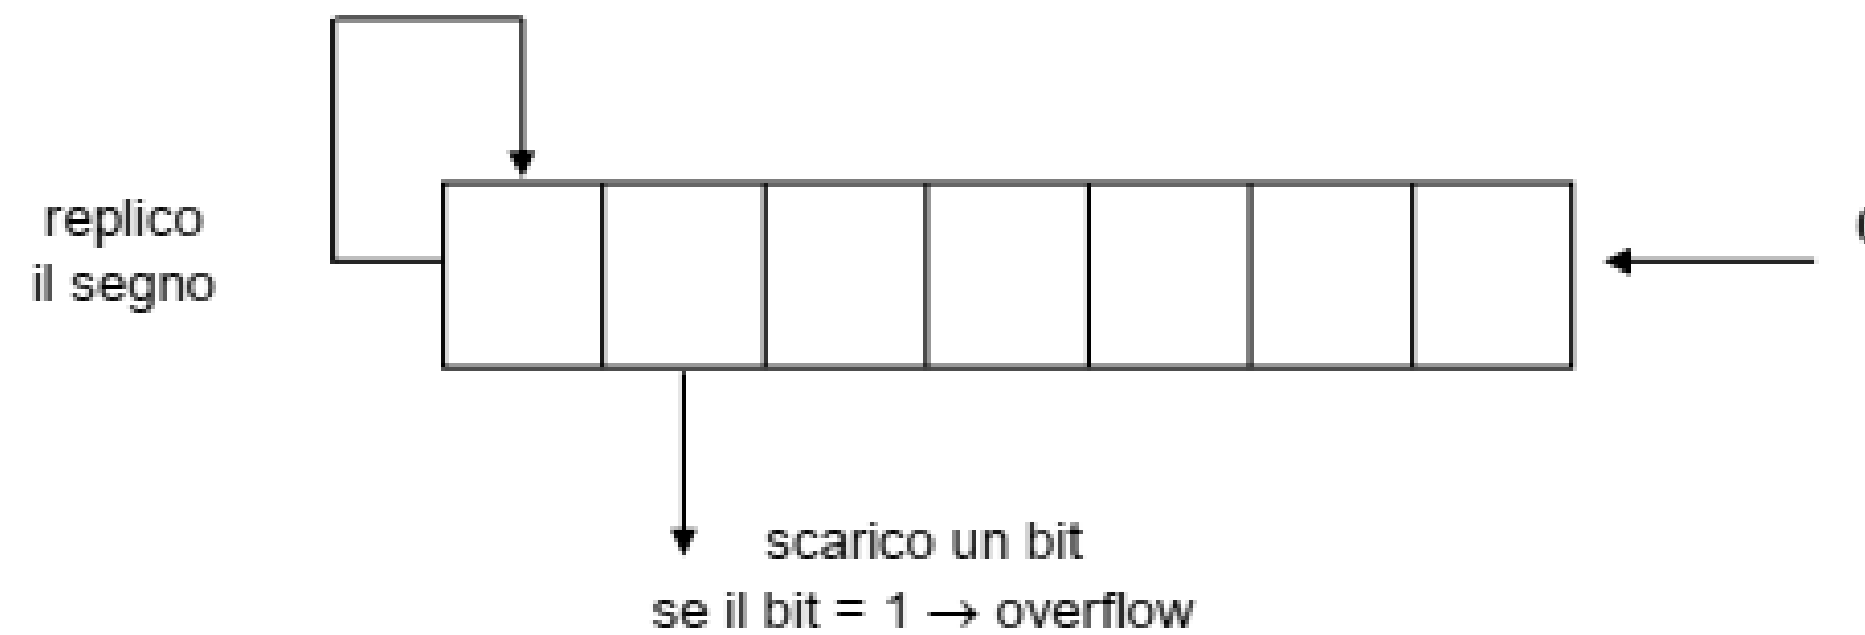 replico
il segno
scarico un bit
se il bit = 1 → overflow